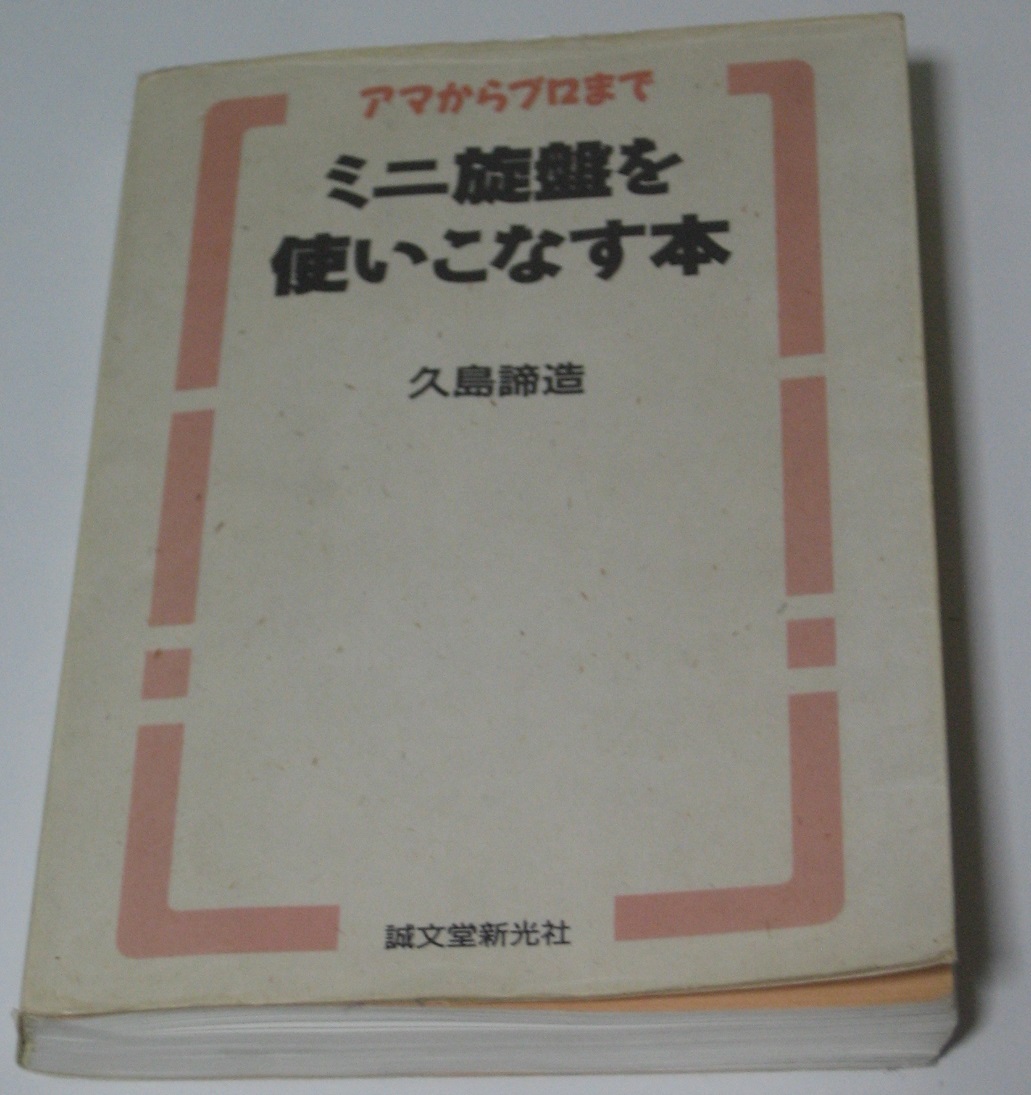 アマからプロまで
ミニ旋盤を
使いこなす本
久島諦造
誠文堂新光社